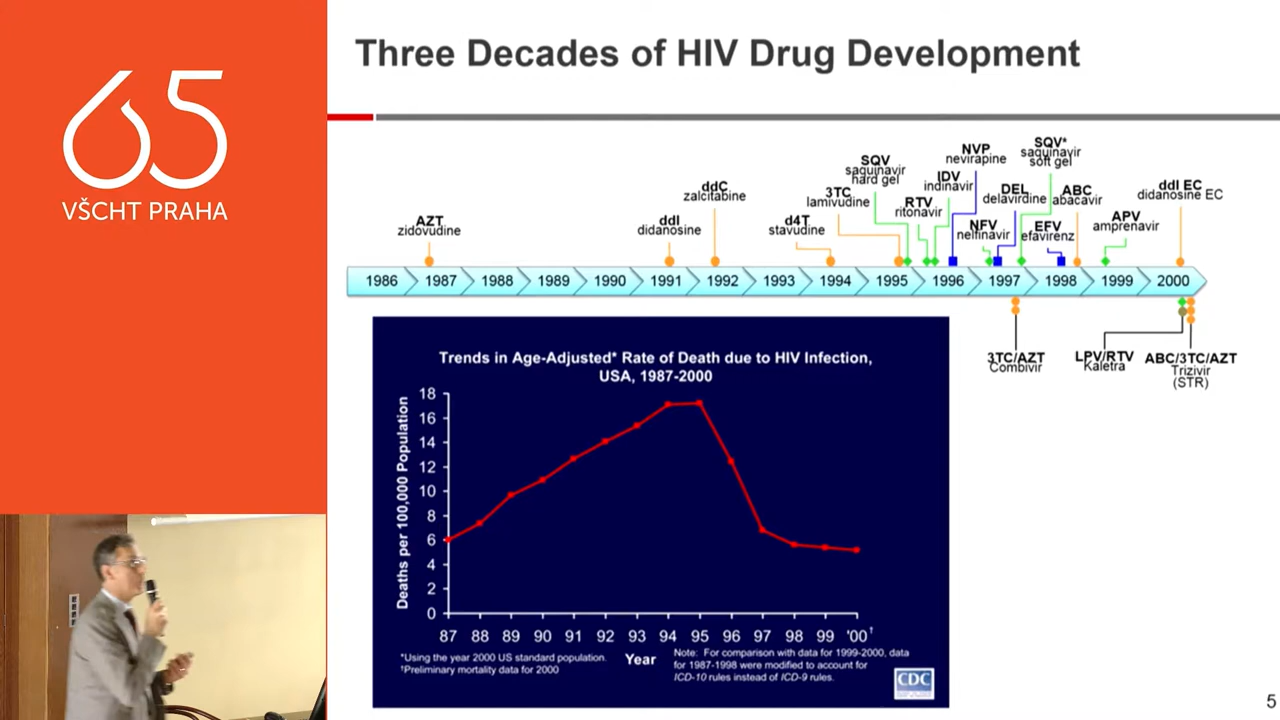 65
VŠCHT PRAHA
Three Decades of HIV Drug Development
AZT
zidovudine
ddI
didanosine
ddC
zalcitabine
d4T
stavudine
3TC
lamivudine
SQV
saquinavir
hard gel
RTV
ritonavir
IDV
indinavir
NVP
nevirapine
NFV
nelfinavir
DEL
delavirdine
SQV*
saquinavir
soft gel
EFV
efavirenz
ABC
abacavir
APV
amprenavir
ddI EC
didanosine EC
1986 1987 1988 1989 1990 1991 1992 1993 1994 1995 1996 1997 1998 1999 2000
3TC/AZT
Combivir
LPV/RTV
Kaletra
ABC/3TC/AZT
Trizivir
(STR)
Trends in Age-Adjusted* Rate of Death due to HIV Infection,
USA, 1987-2000
Deaths per 100,000 Population
18
16
14
12
10
8
6
4
2
0
87 88 89 90 91 92 93 94 95 96 97 98 99 '00†
Year
*Using the year 2000 US standard population.
†Preliminary mortality data for 2000
Note: For comparison with data for 1999-2000, data
for 1987-1998 were modified to account for
ICD-10 rules instead of ICD-9 rules.
CDC
5